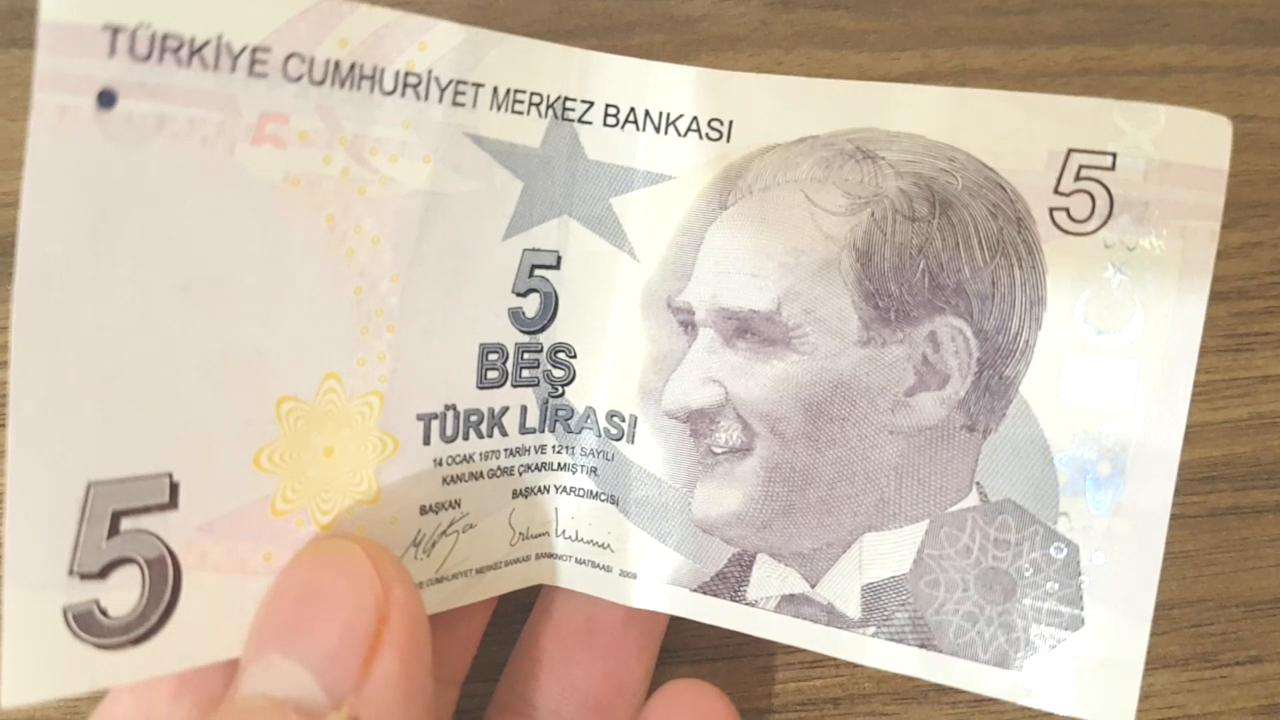 TÜRKİYE CUMHURİYET MERKEZ BANKASI
5
5
5
BEŞ
TÜRK LİRASI
14 OCAK 1970 TARİH VE 1211 SAYILI
KANUNA GÖRE ÇIKARILMIŞTIR.
BAŞKAN
BAŞKAN YARDIMCISI
E CUMHURİYET MERKEZ BANKASI BANKNOT MATBAASI 2009
5